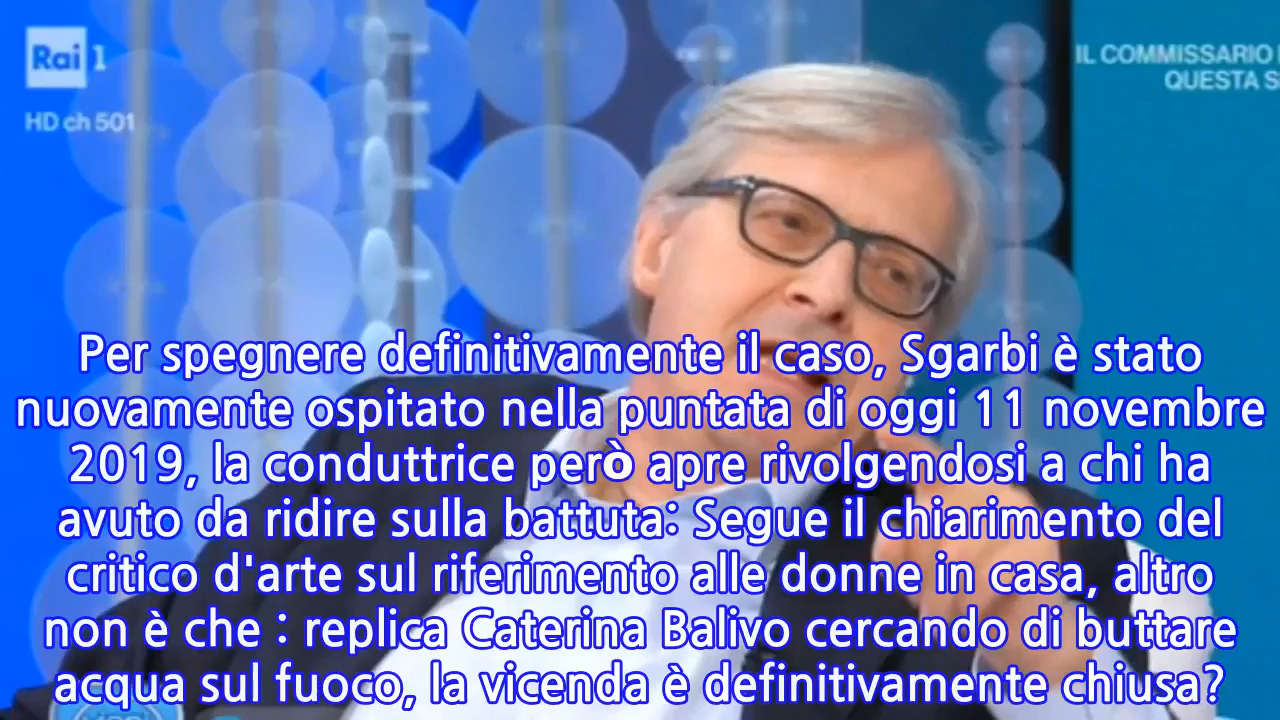 Rai 1
HD ch 501
IL COMMISSARIO
QUESTA S
Per spegnere definitivamente il caso, Sgarbi è stato
nuovamente ospitato nella puntata di oggi 11 novembre
2019, la conduttrice però apre rivolgendosi a chi ha
avuto da ridire sulla battuta: Segue il chiarimento del
critico d'arte sul riferimento alle donne in casa, altro
non è che : replica Caterina Balivo cercando di buttare
acqua sul fuoco, la vicenda è definitivamente chiusa?